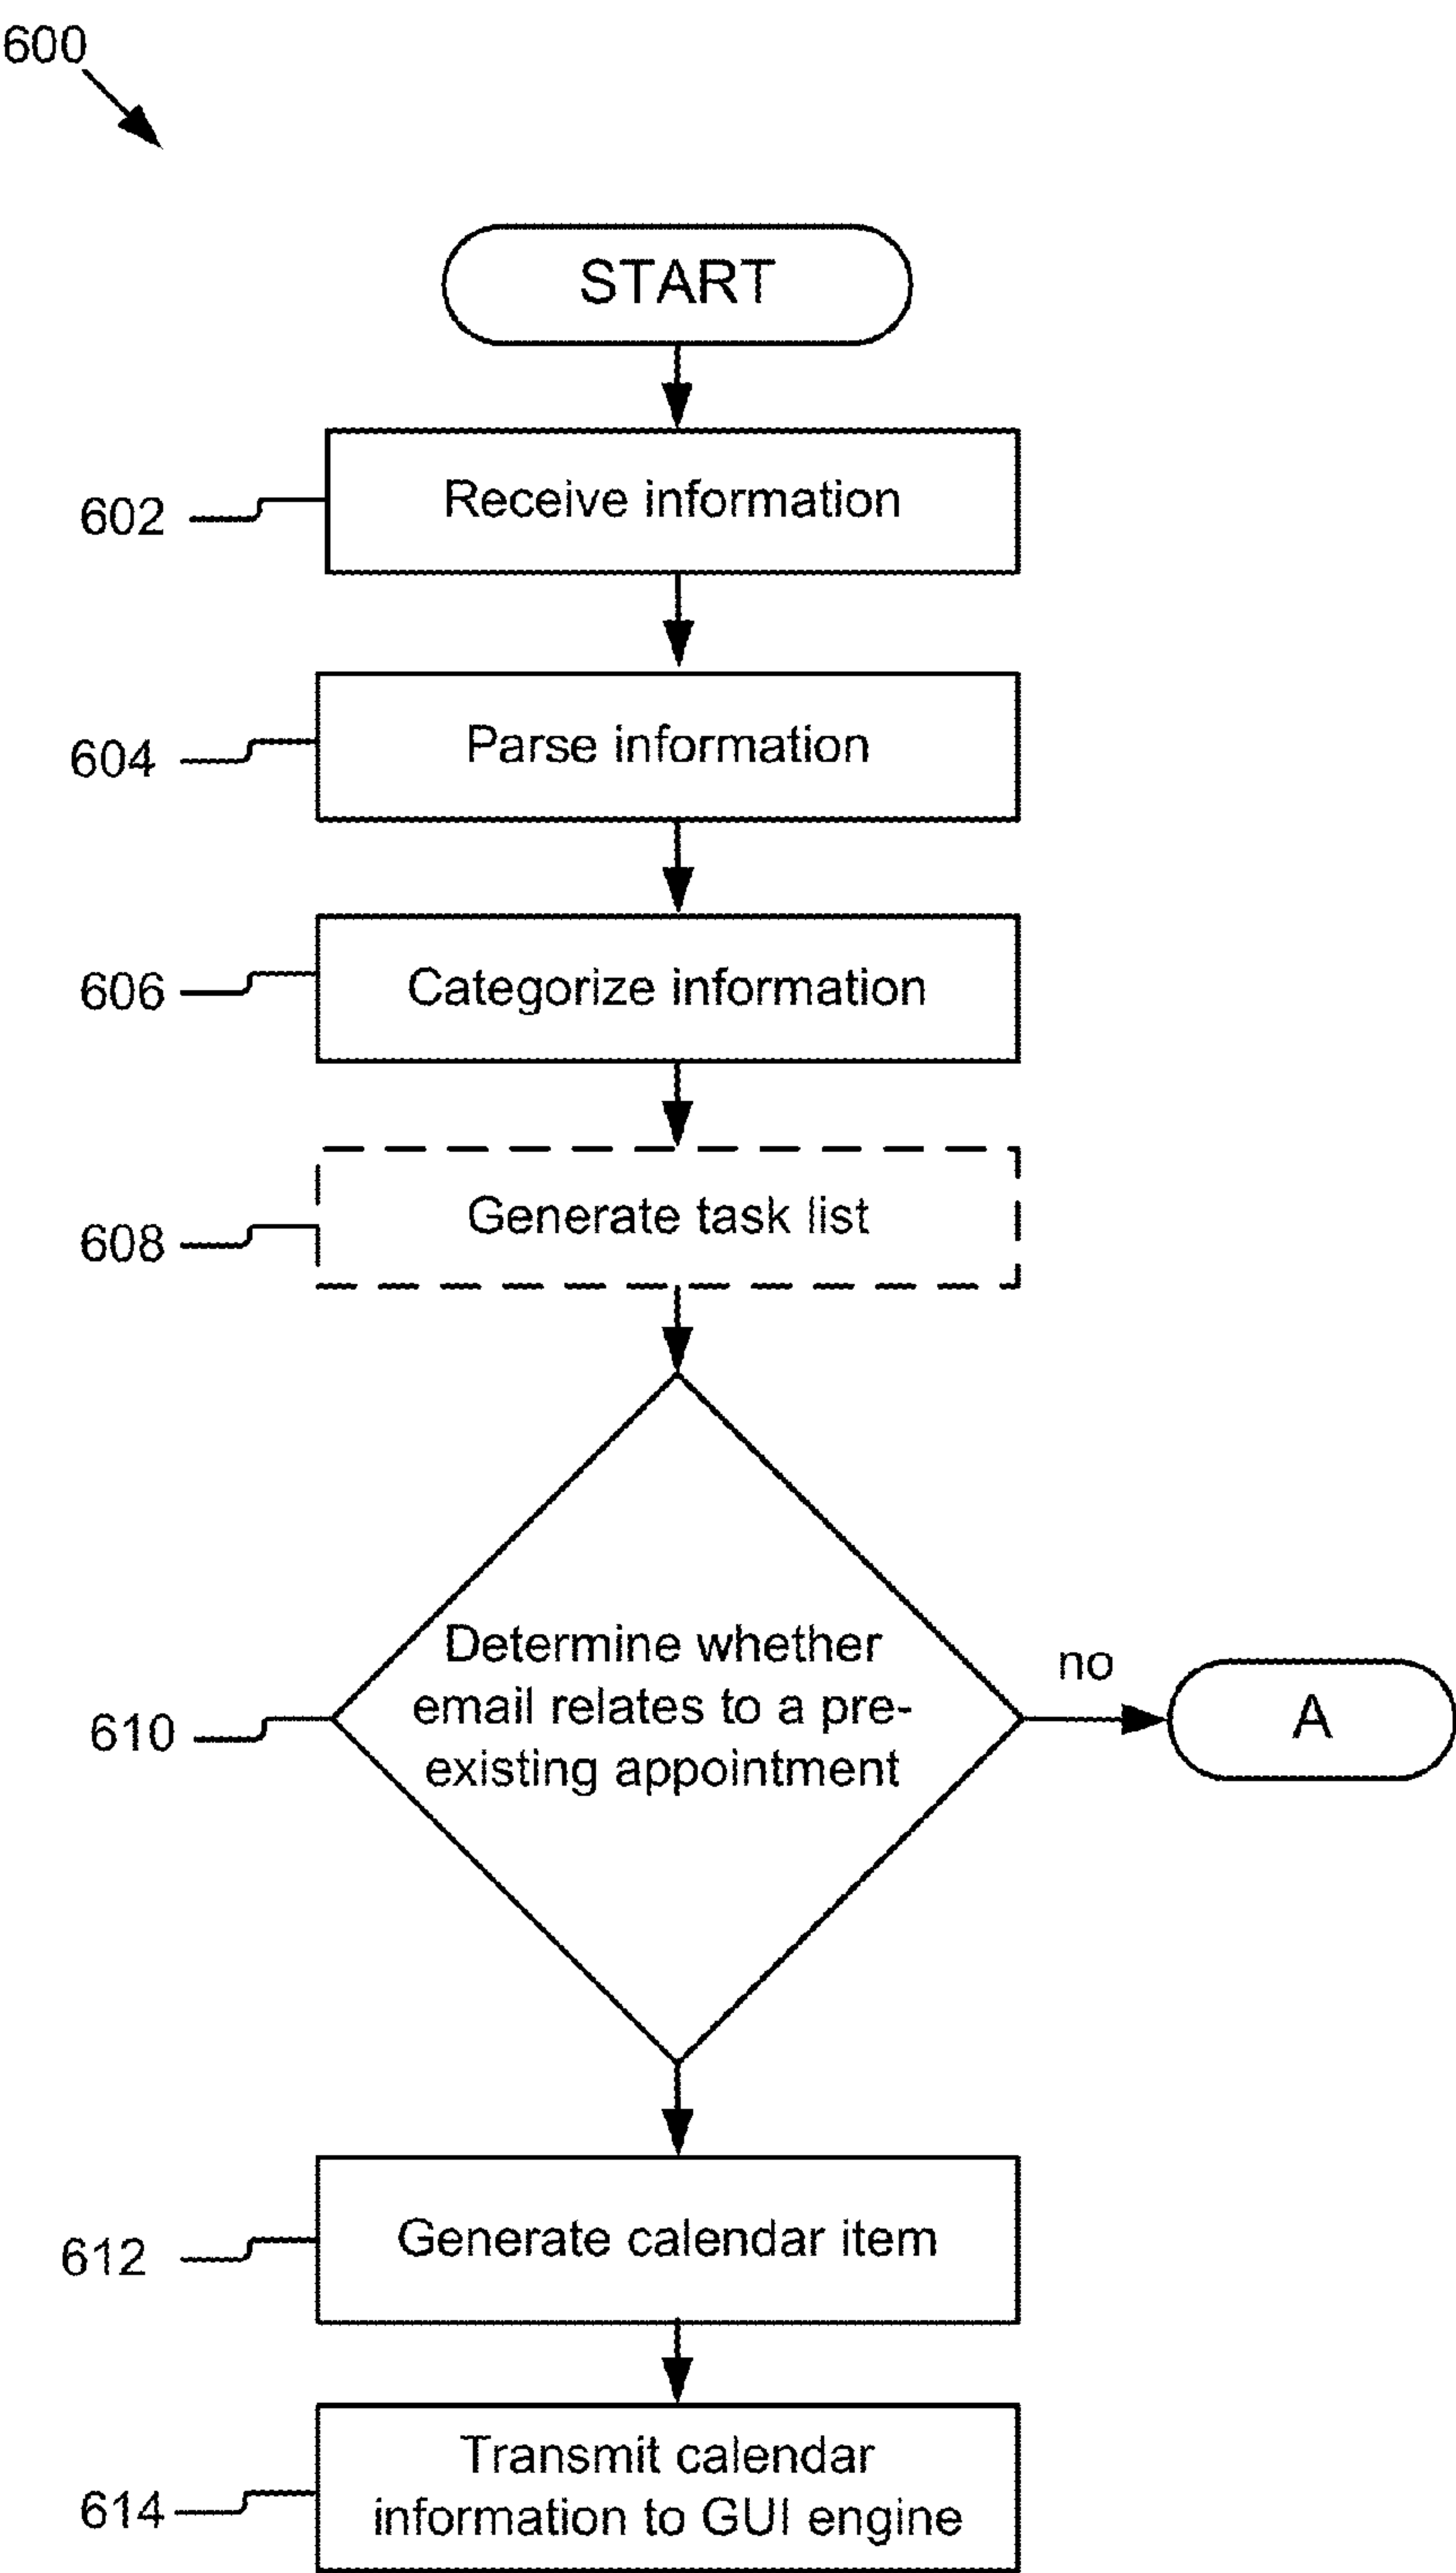 600
START
602
Receive information
604
Parse information
606
Categorize information
608
Generate task list
610
Determine whether
email relates to a pre-
existing appointment
no
A
612
Generate calendar item
614
Transmit calendar
information to GUI engine